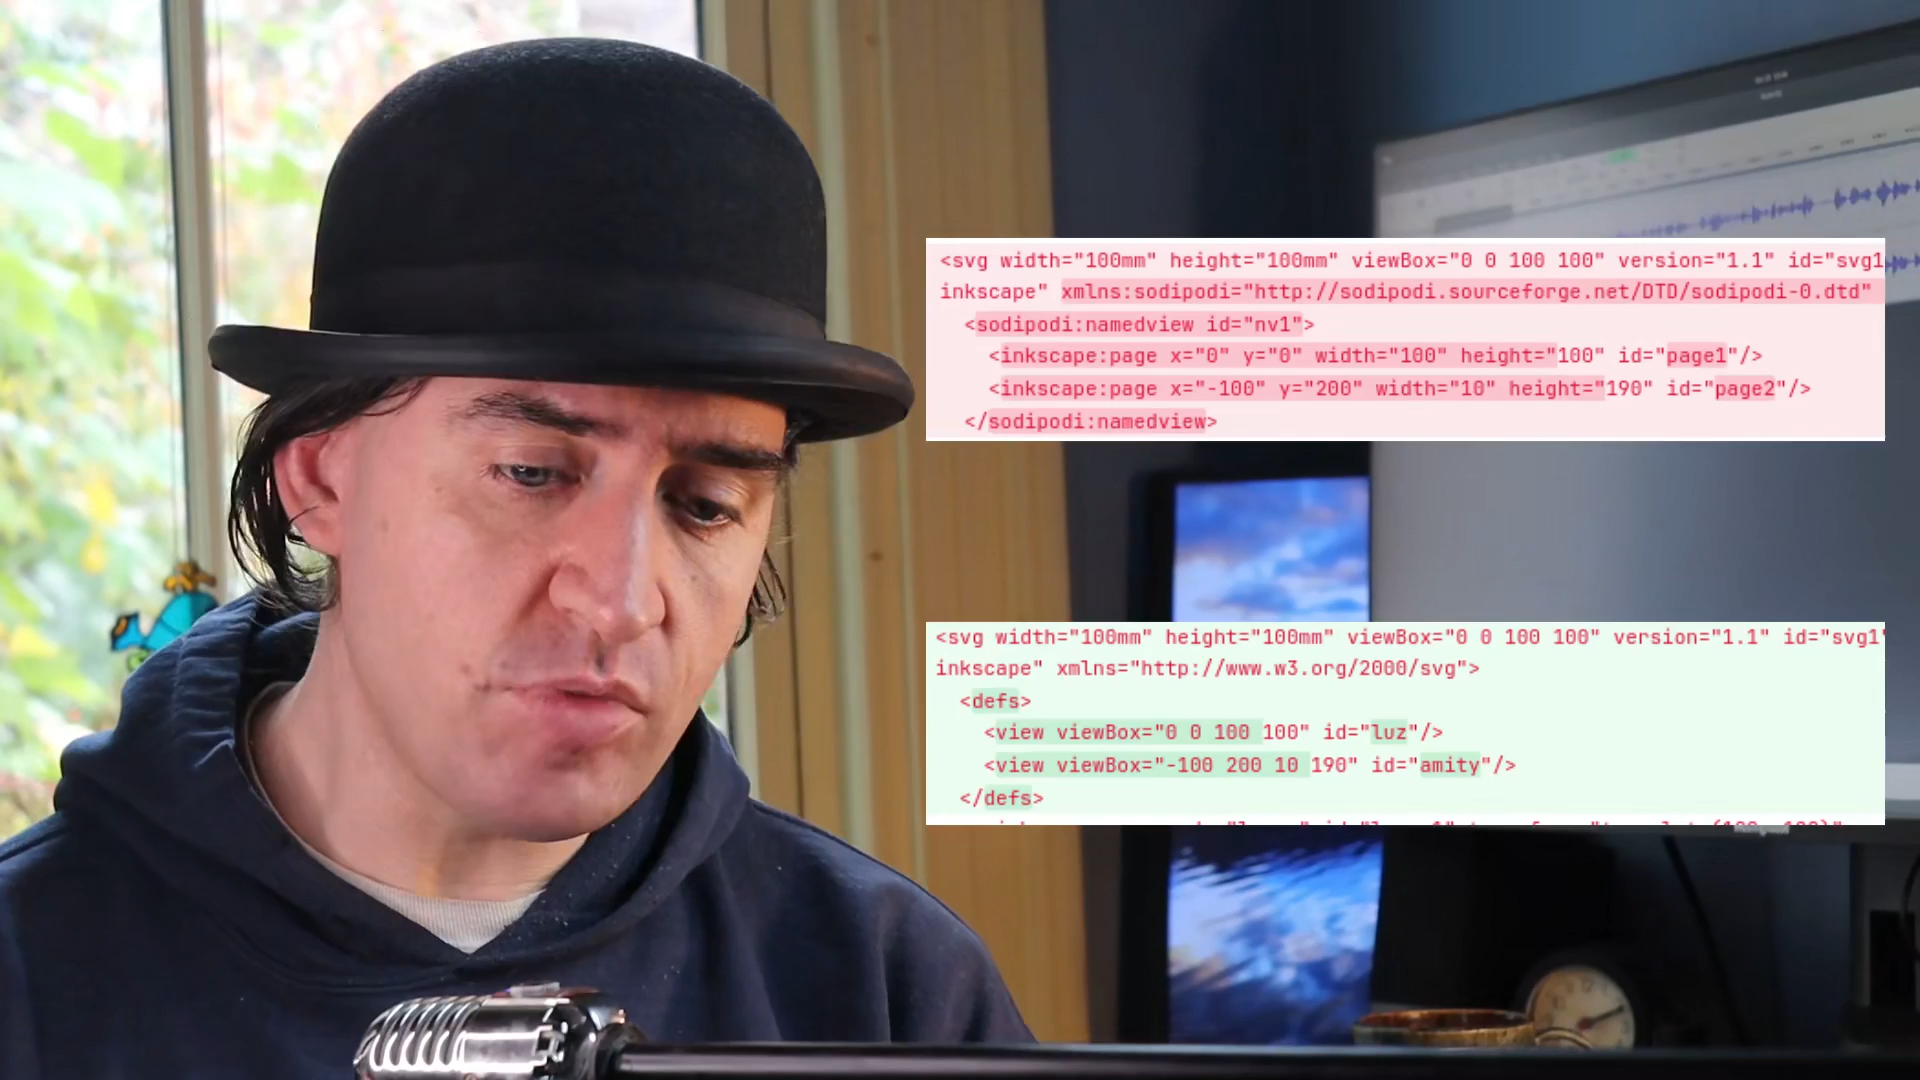 <svg width="100mm" height="100mm" viewBox="0 0 100 100" version="1.1" id="svg1
inkscape" xmlns:sodipodi="http://sodipodi.sourceforge.net/DTD/sodipodi-0.dtd"
<sodipodi:namedview id="nv1">
<inkscape:page x="0" y="0" width="100" height="100" id="page1"/>
<inkscape:page x="-100" y="200" width="10" height="190" id="page2"/>
</sodipodi:namedview>
<svg width="100mm" height="100mm" viewBox="0 0 100 100" version="1.1" id="svg1"
inkscape" xmlns="http://www.w3.org/2000/svg">
<defs>
<view viewBox="0 0 100 100" id="luz"/>
<view viewBox="-100 200 10 190" id="amity"/>
</defs>